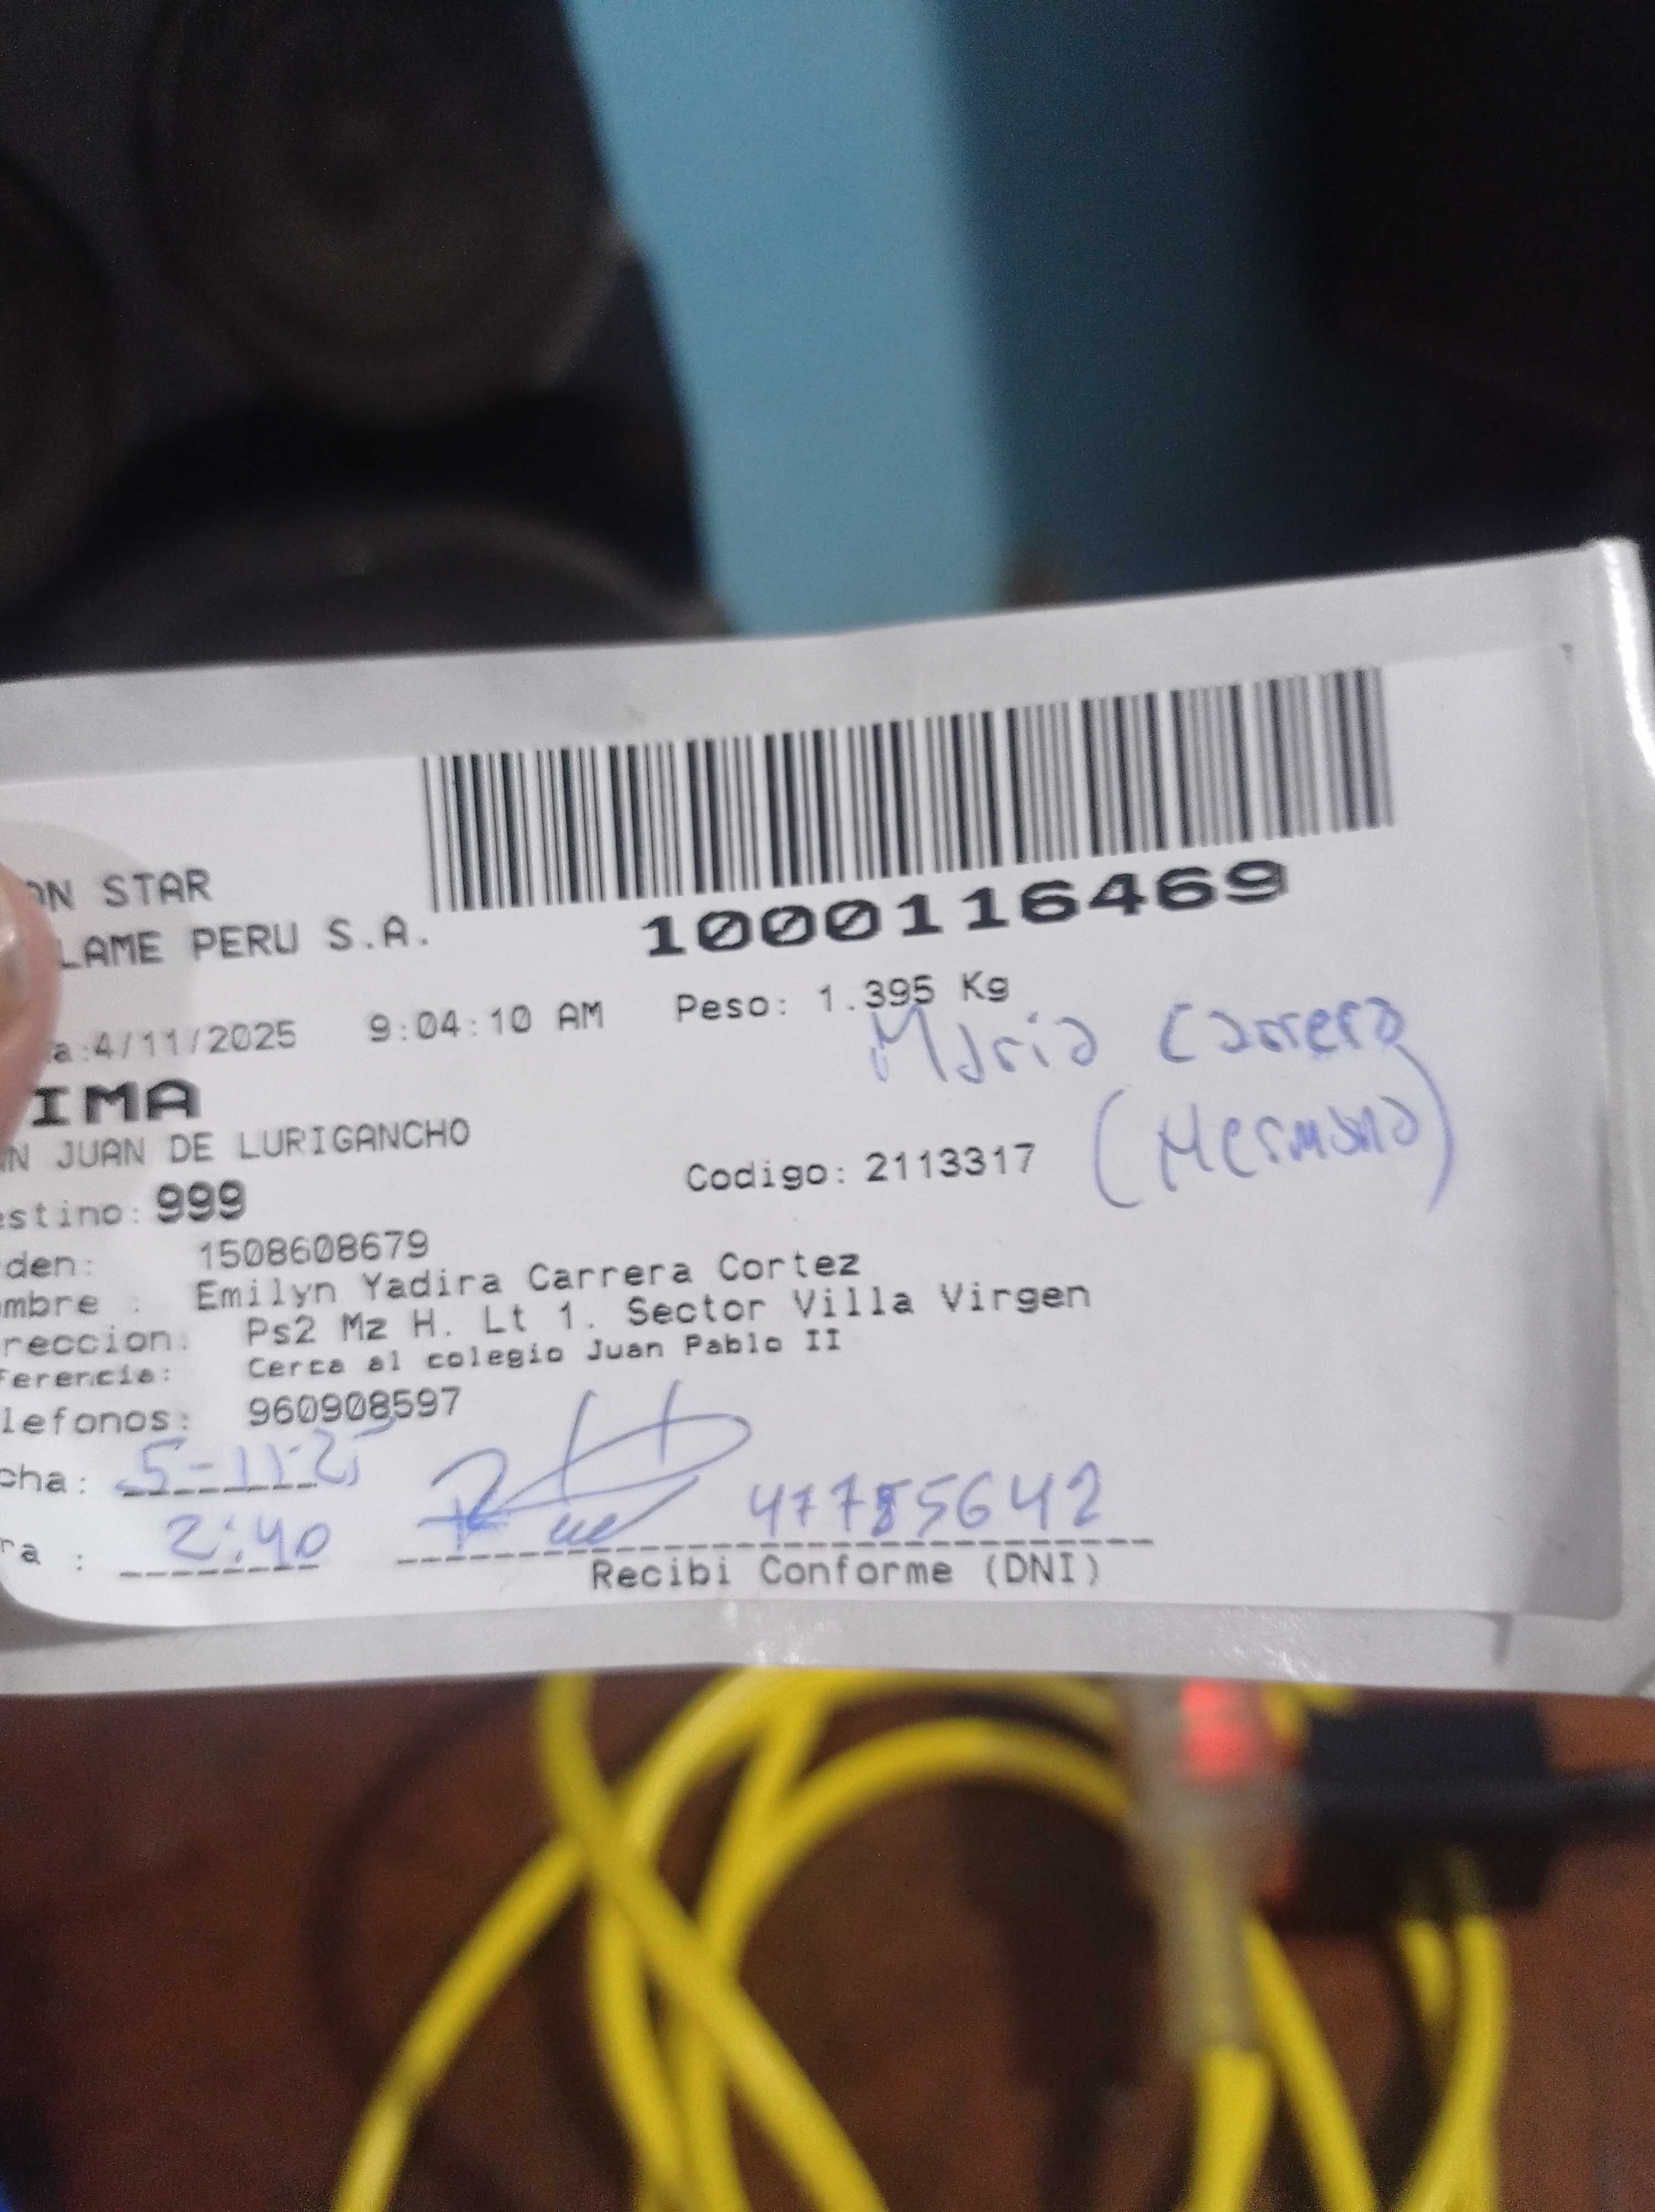 ON STAR
LAME PERU S.A.
1000116469
a:4/11/2025 9:04:10 AM Peso: 1.395 Kg
Maria Carrera
IMA
N JUAN DE LURIGANCHO
(Hermana)
estino: 999
Codigo: 2113317
den: 1508608679
mbre : Emilyn Yadira Carrera Cortez
reccion: Ps2 Mz H. Lt 1. Sector Villa Virgen
ferencia: Cerca al colegio Juan Pablo II
lefonos: 960908597
cha: 5-11-25
ra : 2:40 47785642
Recibi Conforme (DNI)